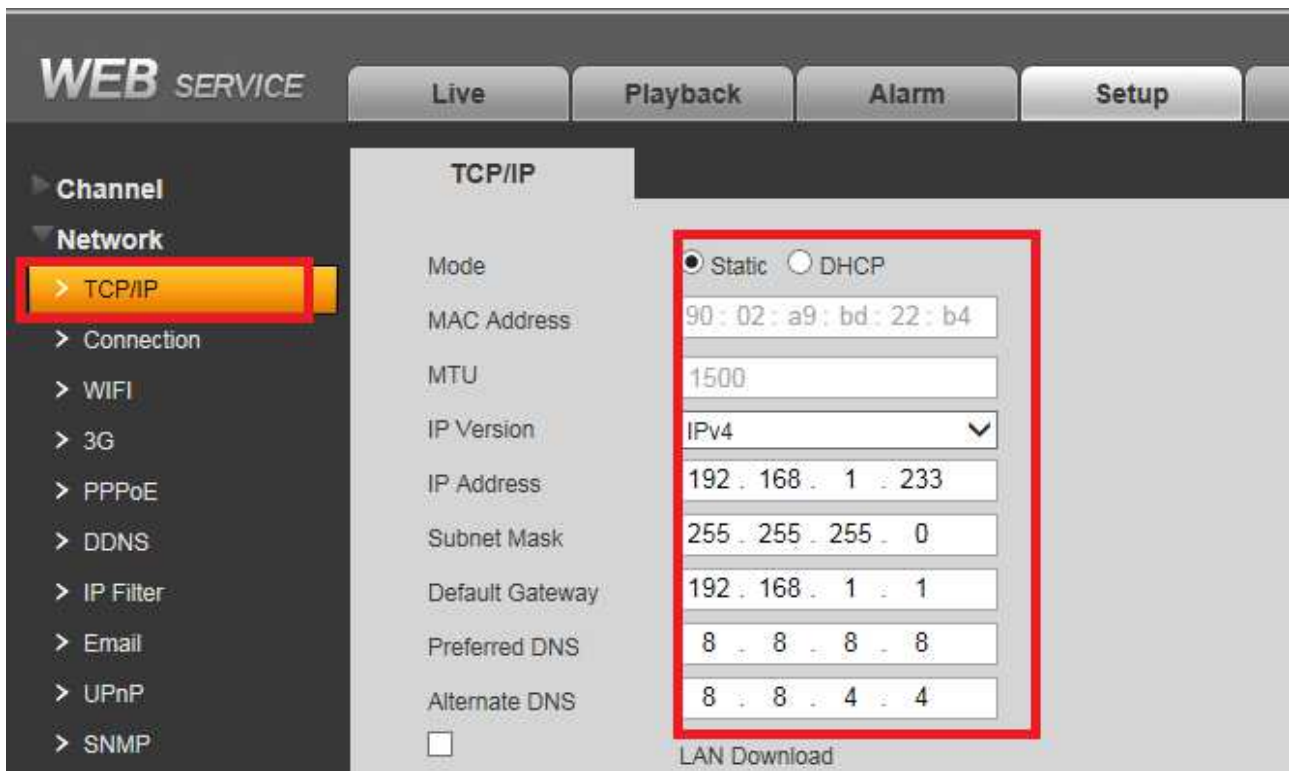 WEB SERVICE
Live Playback Alarm Setup
Channel
Network
> TCP/IP
> Connection
> WIFI
> 3G
> PPPoE
> DDNS
> IP Filter
> Email
> UPnP
> SNMP
TCP/IP
Mode Static DHCP
MAC Address 90 : 02 : a9 : bd : 22 : b4
MTU 1500
IP Version IPv4
IP Address 192 . 168 . 1 . 233
Subnet Mask 255 . 255 . 255 . 0
Default Gateway 192 . 168 . 1 . 1
Preferred DNS 8 . 8 . 8 . 8
Alternate DNS 8 . 8 . 4 . 4
LAN Download